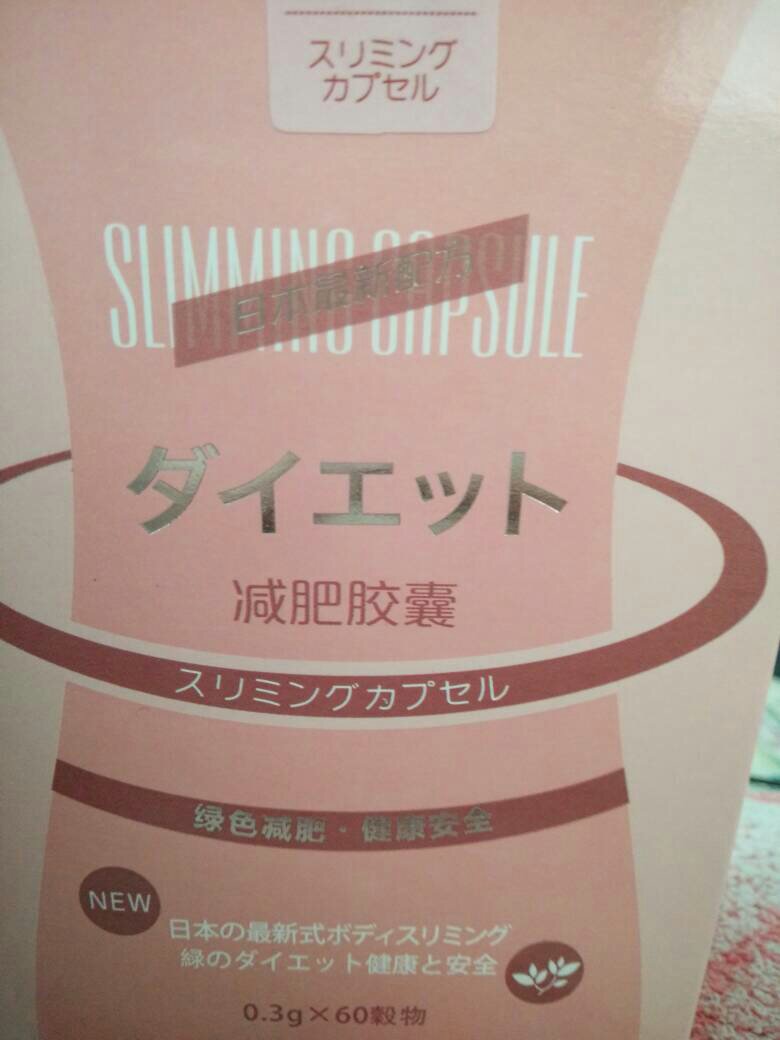 スリミング
カプセル
SLIMMING CAPSULE
日本最新配方
ダイエット
减肥胶囊
スリミングカプセル
绿色减肥·健康安全
NEW
日本の最新式ボディスリミング
緑のダイエット健康と安全
0.3g×60穀物